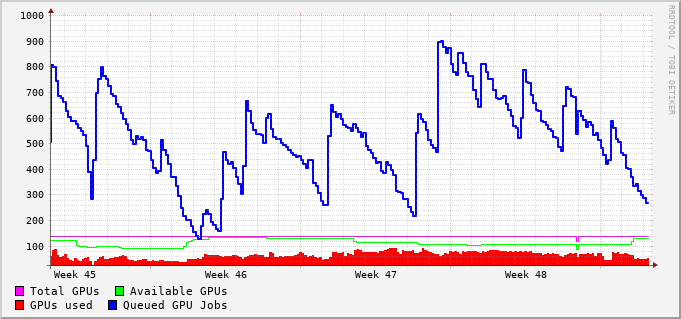 1000
900
800
700
600
500
400
300
200
100
Week 45 Week 46 Week 47 Week 48
Total GPUs Available GPUs
GPUs used Queued GPU Jobs
RRDTOOL / TOBI OETIKER